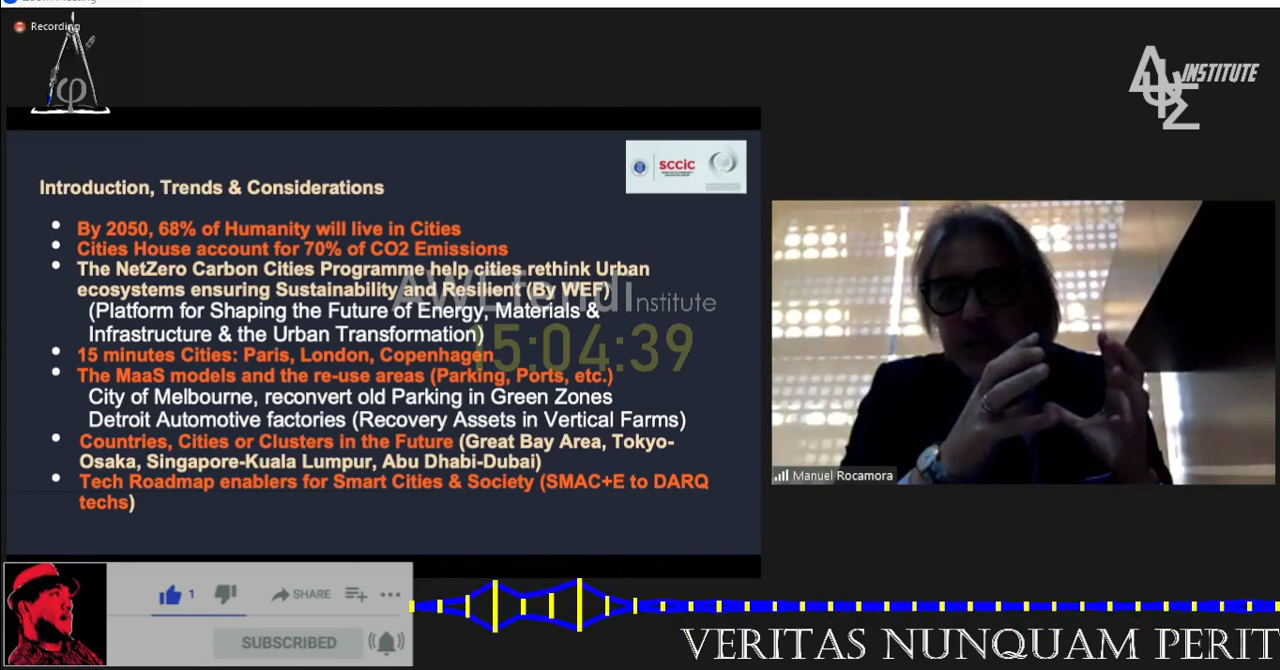 Zoom Meeting
Recording
φ
INSTITUTE
SCCIC
Introduction, Trends & Considerations
By 2050, 68% of Humanity will live in Cities
Cities House account for 70% of CO2 Emissions
The NetZero Carbon Cities Programme help cities rethink Urban
ecosystems ensuring Sustainability and Resilient (By WEF)
(Platform for Shaping the Future of Energy, Materials &
Infrastructure & the Urban Transformation)
15 minutes Cities: Paris, London, Copenhagen
The MaaS models and the re-use areas (Parking, Ports, etc.)
City of Melbourne, reconvert old Parking in Green Zones
Detroit Automotive factories (Recovery Assets in Vertical Farms)
Countries, Cities or Clusters in the Future (Great Bay Area, Tokyo-
Osaka, Singapore-Kuala Lumpur, Abu Dhabi-Dubai)
Tech Roadmap enablers for Smart Cities & Society (SMAC+E to DARQ
techs)
AWEfendi Institute
15:04:39
Manuel Rocamora
1
SHARE
SUBSCRIBED
VERITAS NUNQUAM PERIT